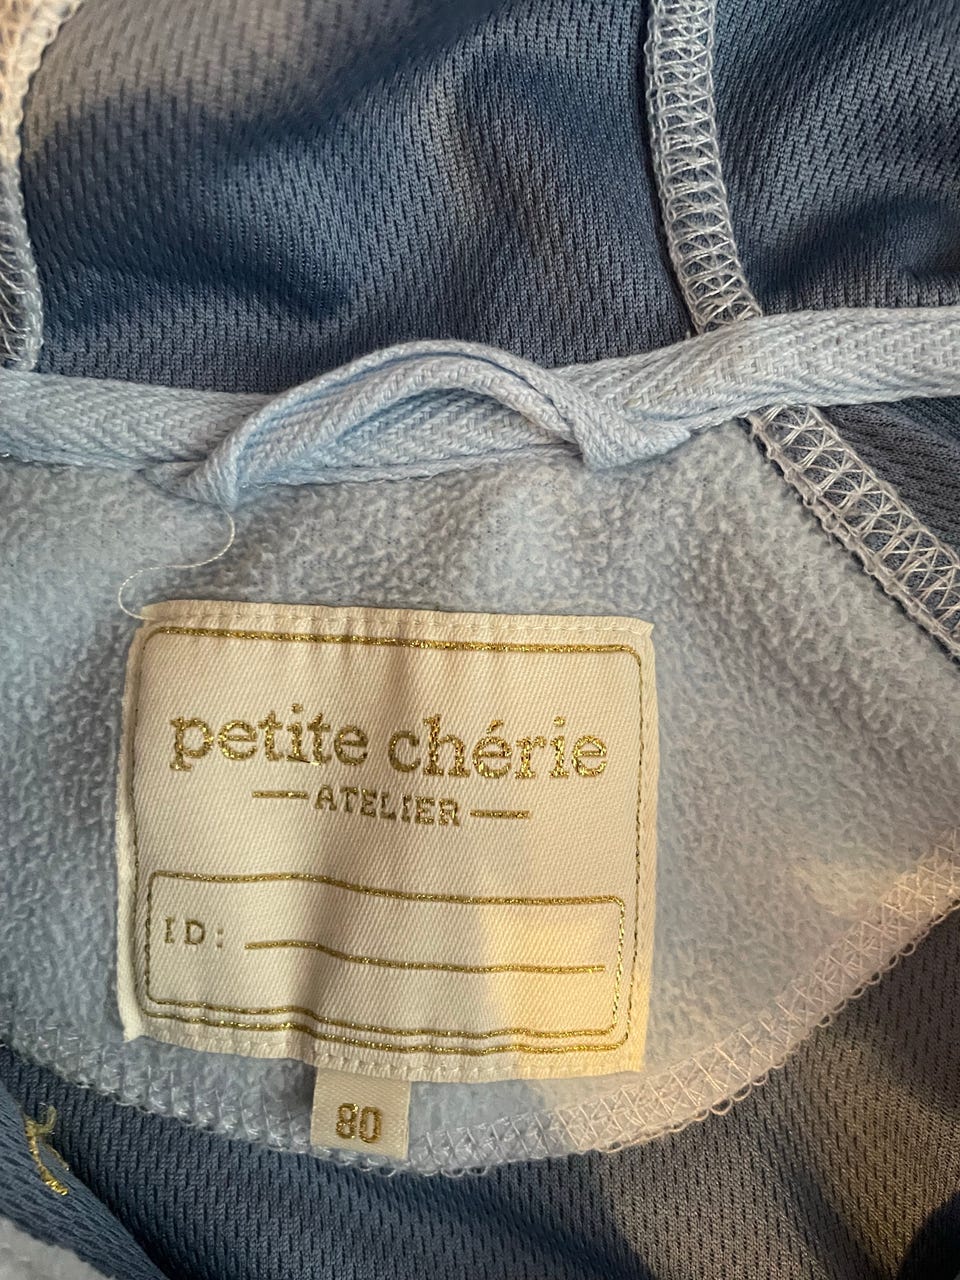 petite chérie
ATELIER
ID:
80